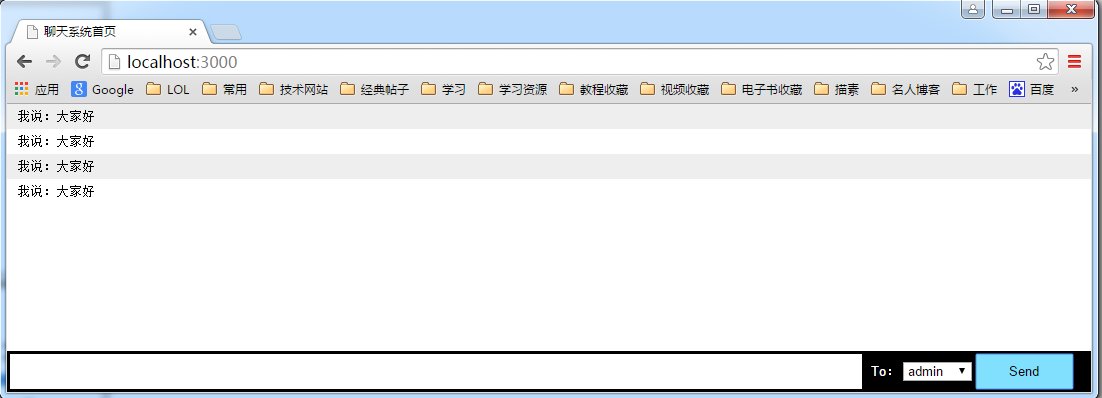 聊天系统首页
localhost:3000
应用 Google LOL 常用 技术网站 经典帖子 学习 学习资源 教程收藏 视频收藏 电子书收藏 描素 名人博客 工作 百度 »
我说：大家好
我说：大家好
我说：大家好
我说：大家好
To: admin Send